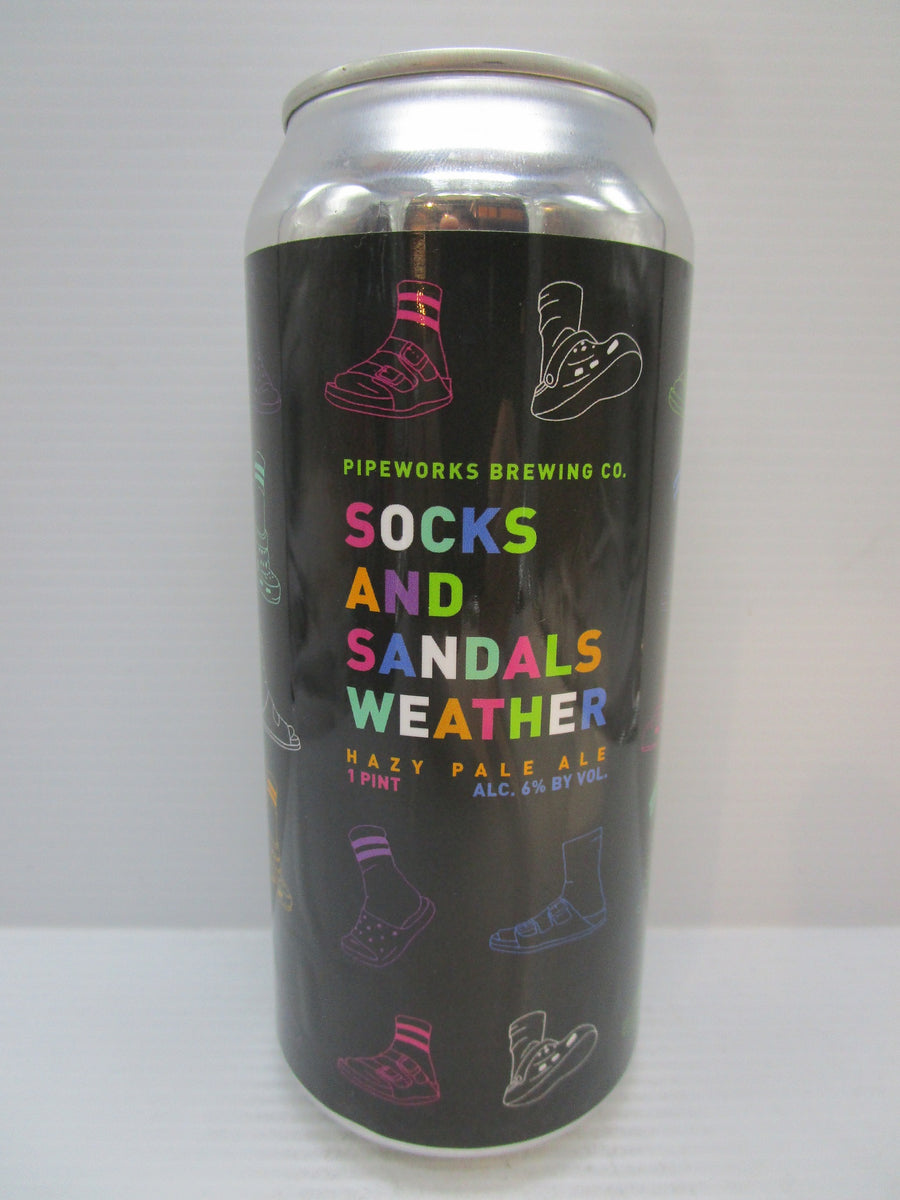 PIPEWORKS BREWING CO.
SOCKS
AND
SANDALS
WEATHER
HAZY PALE ALE
1 PINT ALC. 6% BY VOL.